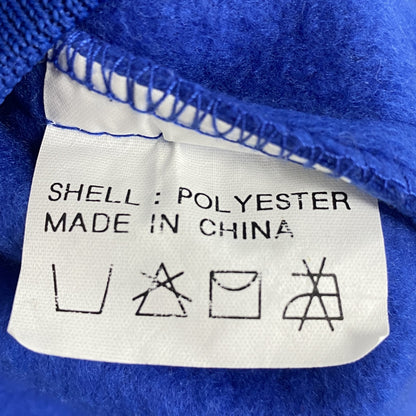 SHELL : POLYESTER
MADE IN CHINA